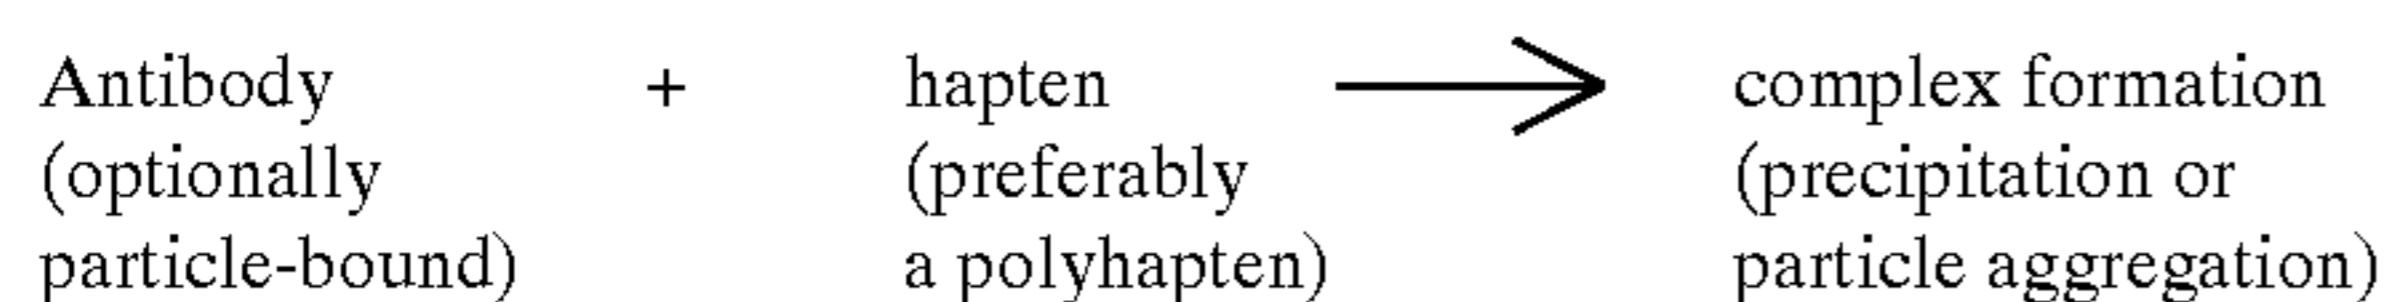 Antibody + hapten complex formation
(optionally (preferably (precipitation or
particle-bound) a polyhapten) particle aggregation)